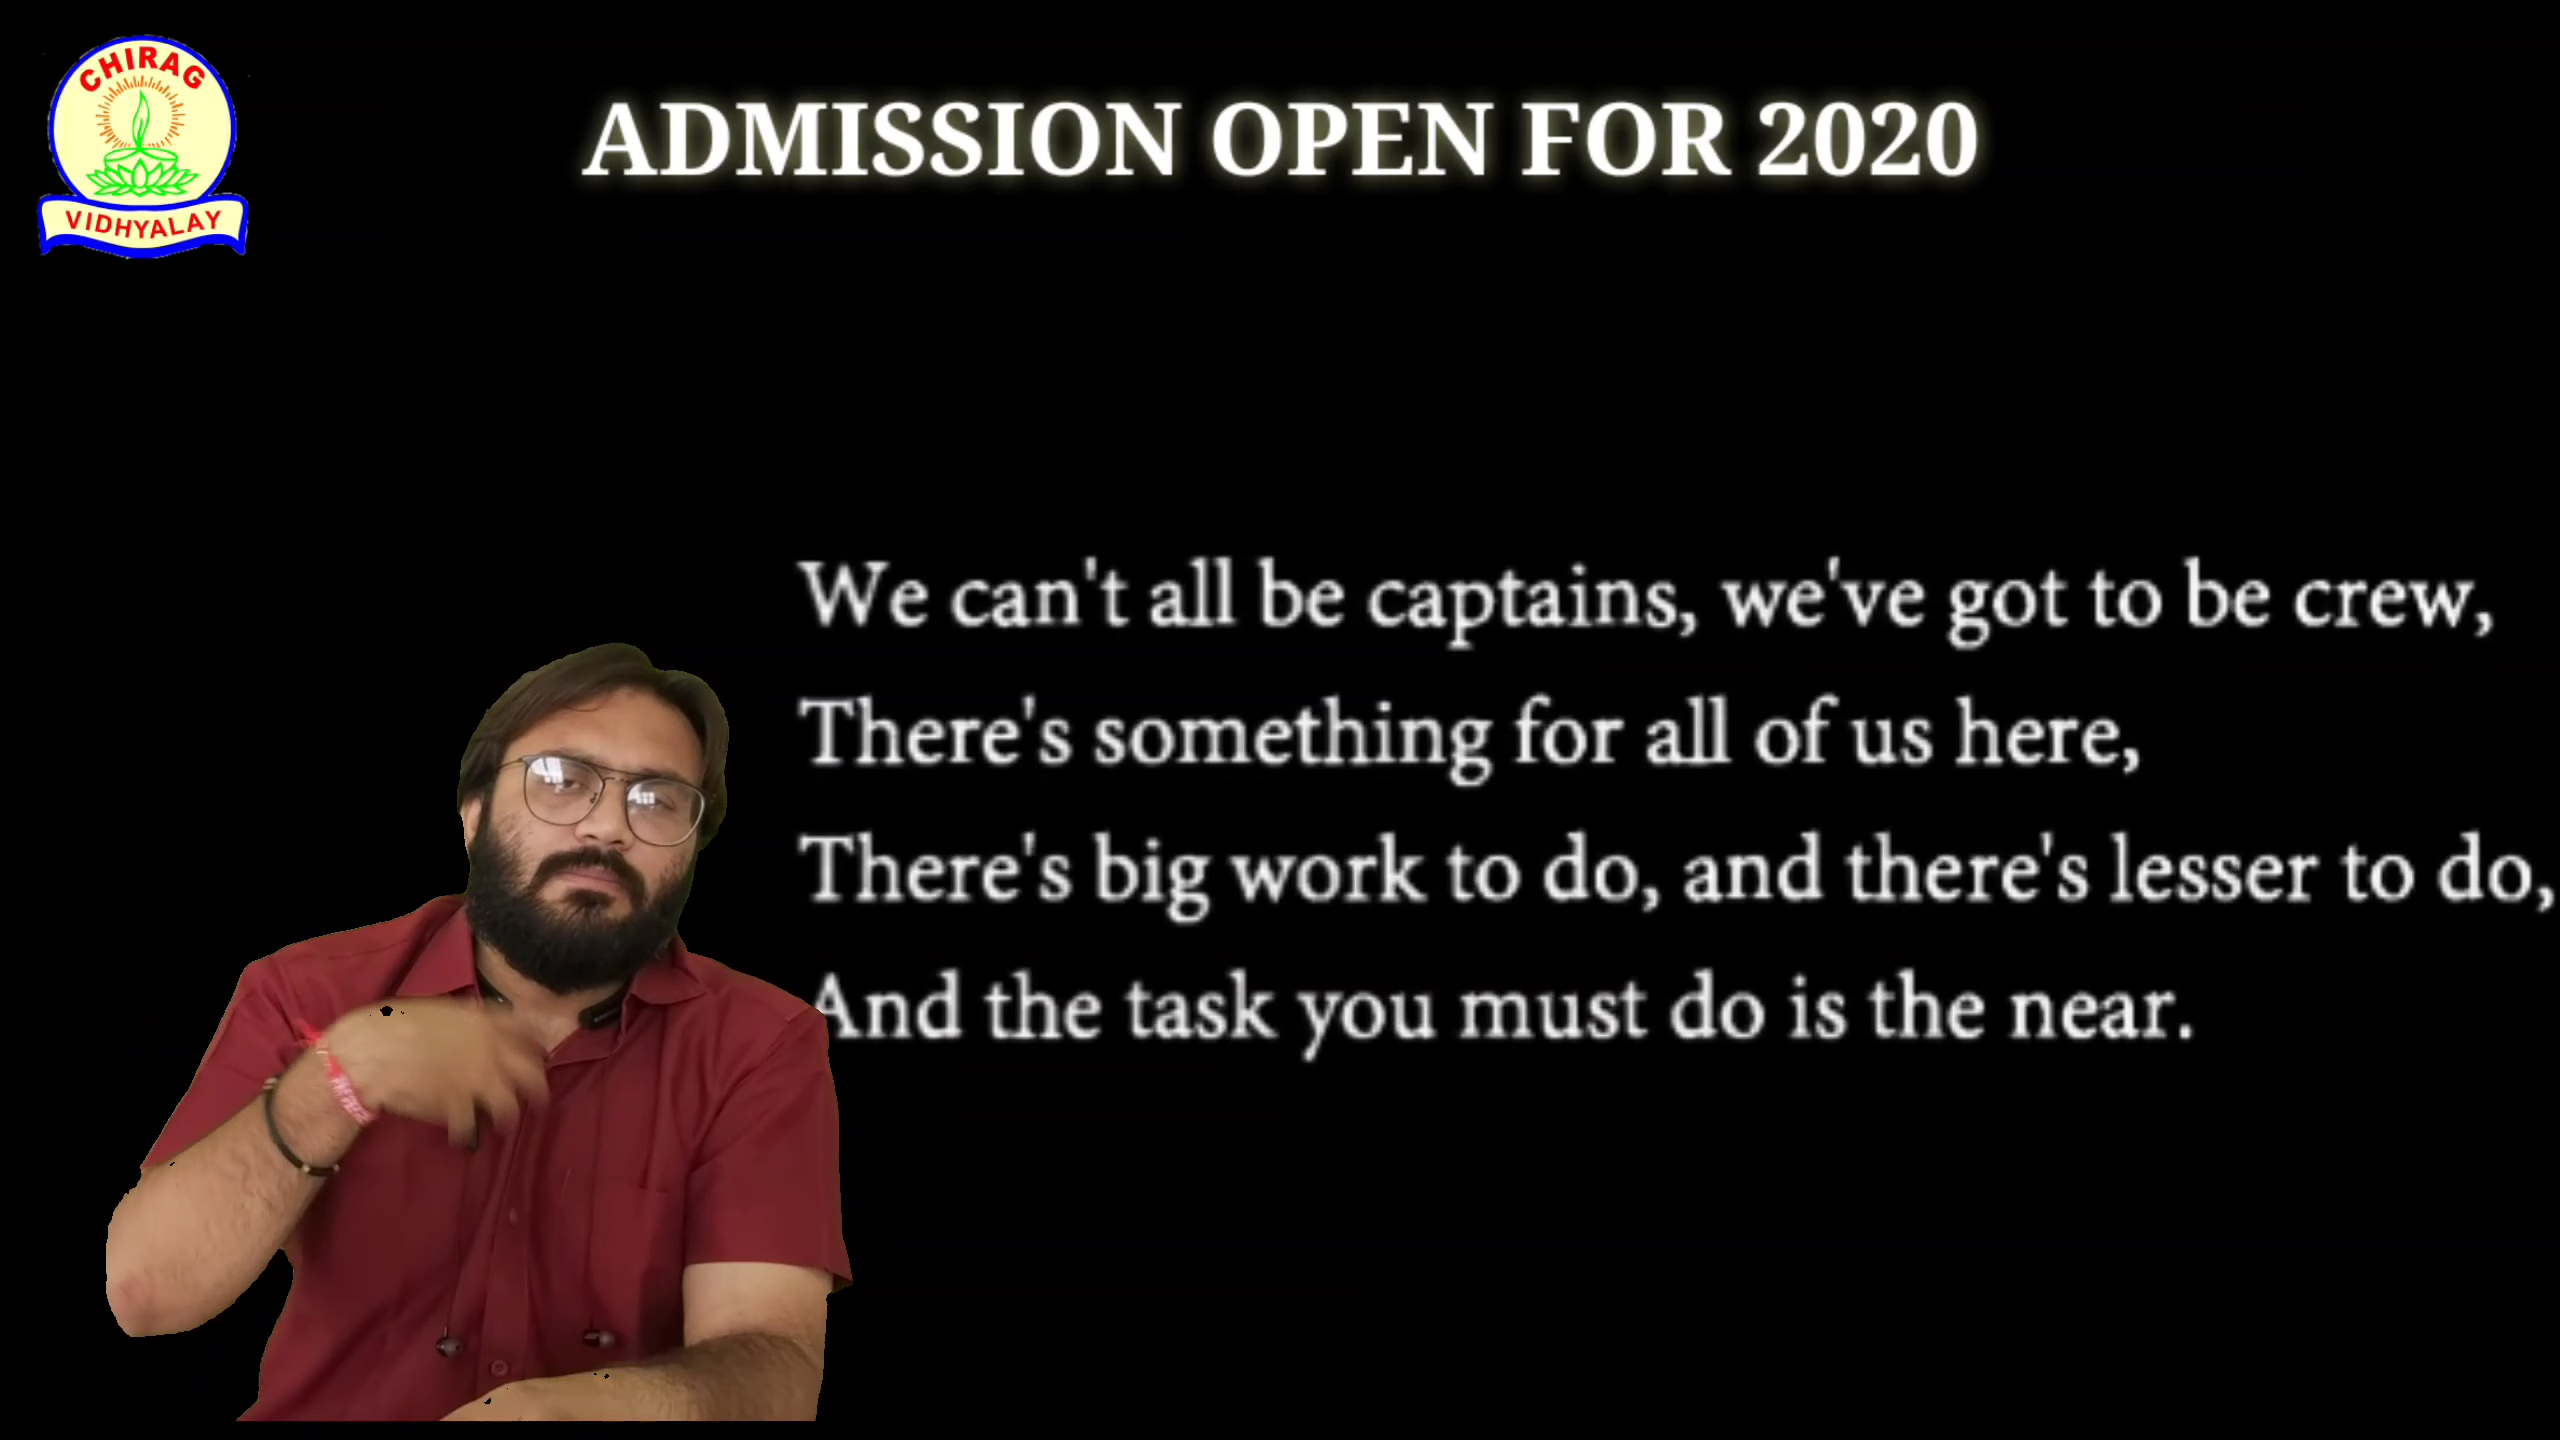 CHIRAG
VIDHYALAY
ADMISSION OPEN FOR 2020
We can't all be captains, we've got to be crew,
There's something for all of us here,
There's big work to do, and there's lesser to do,
And the task you must do is the near.